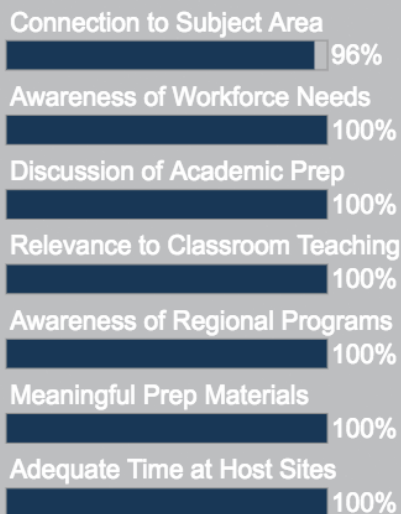 Connection to Subject Area
96%
Awareness of Workforce Needs
100%
Discussion of Academic Prep
100%
Relevance to Classroom Teaching
100%
Awareness of Regional Programs
100%
Meaningful Prep Materials
100%
Adequate Time at Host Sites
100%